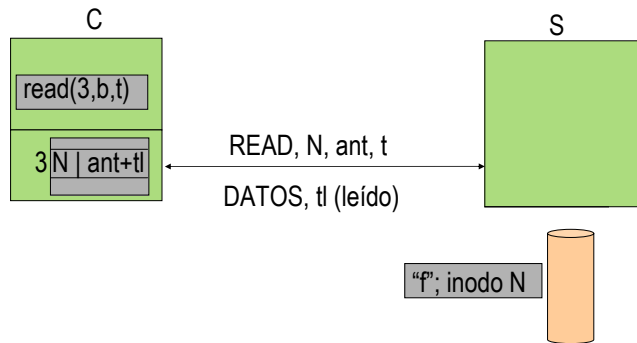 C
S
read(3,b,t)
READ, N, ant, t
3 N | ant+tl
DATOS, tl (leído)
“f”; inodo N